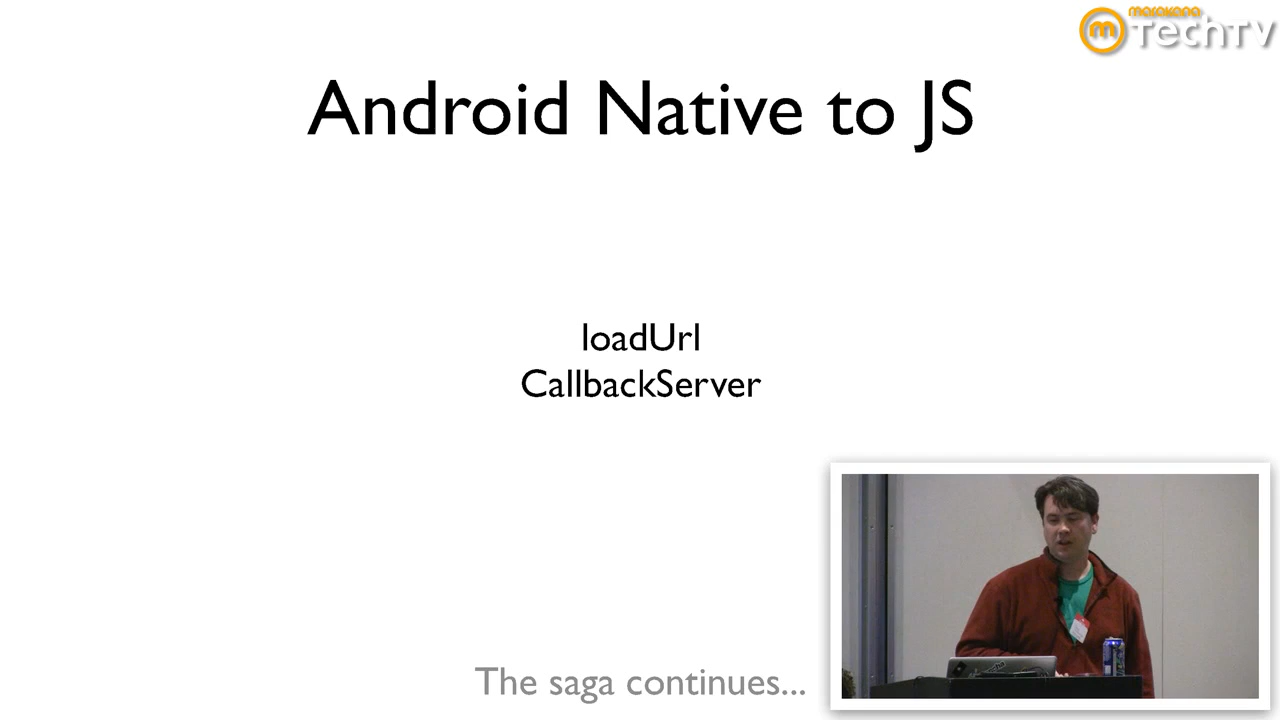 marakana
m TechTV
Android Native to JS
loadUrl
CallbackServer
The saga continues...